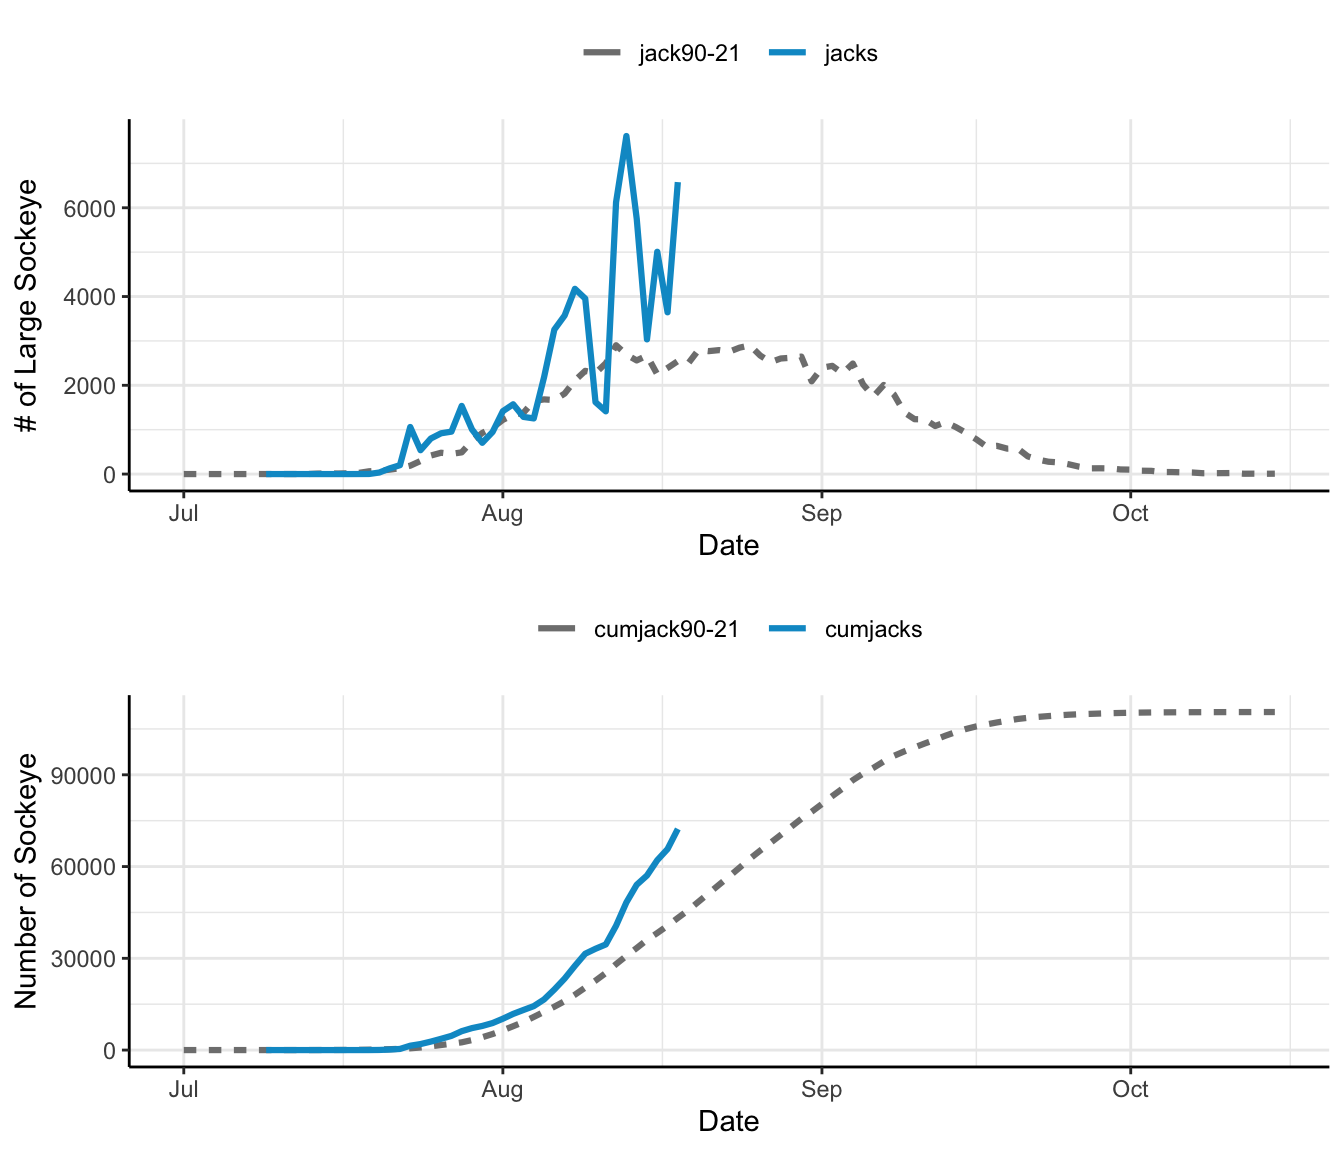 jack90-21 jacks
# of Large Sockeye
6000
4000
2000
0
Jul Aug Sep Oct
Date
cumjack90-21 cumjacks
Number of Sockeye
90000
60000
30000
0
Jul Aug Sep Oct
Date